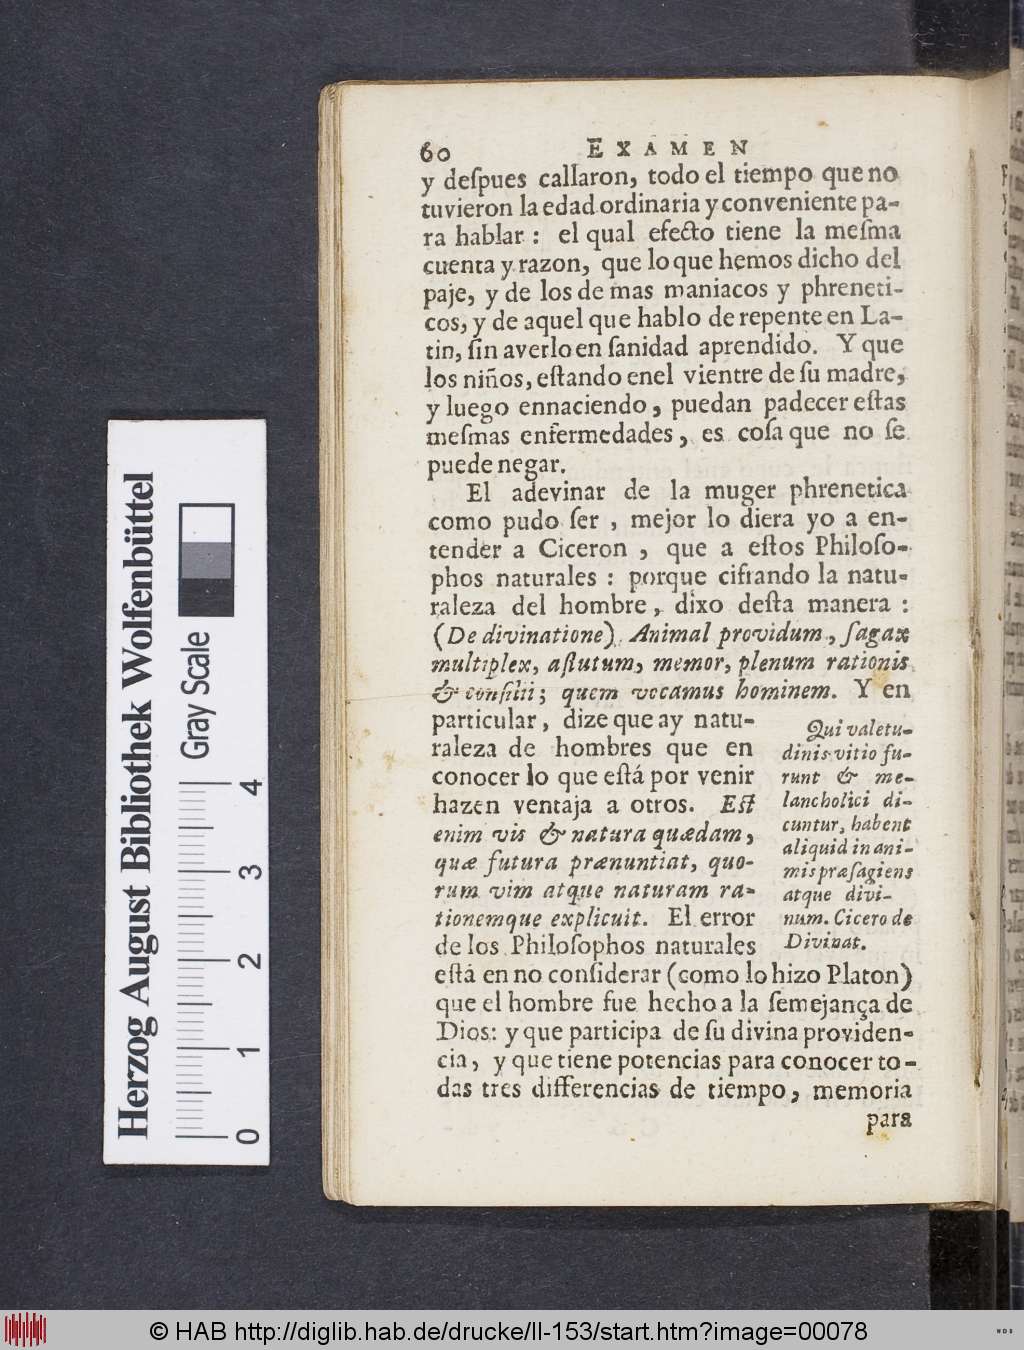 60 EXAMEN
y deſpues callaron, todo el tiempo que no
tuvieron la edad ordinaria y conveniente pa-
ra hablar : el qual efecto tiene la meſma
cuenta y razon, que lo que hemos dicho del
paje, y de los de mas maniacos y phreneti-
cos, y de aquel que hablo de repente en La-
tin, ſin averlo en ſanidad aprendido. Y que
los niños, eſtando enel vientre de ſu madre,
y luego ennaciendo, puedan padecer eſtas
meſmas enfermedades, es coſa que no ſe
puede negar.
El adevinar de la muger phrenetica
como pudo ſer , mejor lo diera yo a en-
tender a Ciceron , que a eſtos Philoſo-
phos naturales : porque cifrando la natu-
raleza del hombre, dixo deſta manera :
(De divinatione) Animal providum, ſagax
multiplex, aſtutum, memor, plenum rationis
& conſilii; quem vocamus hominem. Y en
particular, dize que ay natu-
raleza de hombres que en
conocer lo que eſtá por venir
hazen ventaja a otros. Eſt
enim vis & natura quædam,
quæ futura prænuntiat, quo-
rum vim atque naturam ra-
tionemque explicuit. El error
de los Philoſophos naturales
Qui valetu-
dinis vitio fu-
runt & me-
lancholici di-
cuntur, habent
aliquid in ani-
mis præſagiens
atque divi-
num. Cicero de
Divinat.
eſtá en no conſiderar (como lo hizo Platon)
que el hombre fue hecho a la ſemejança de
Dios: y que participa de ſu divina providen-
cia, y que tiene potencias para conocer to-
das tres differencias de tiempo, memoria
para
Herzog August Bibliothek Wolfenbüttel
Gray Scale
0 1 2 3 4
© HAB http://diglib.hab.de/drucke/ll-153/start.htm?image=00078